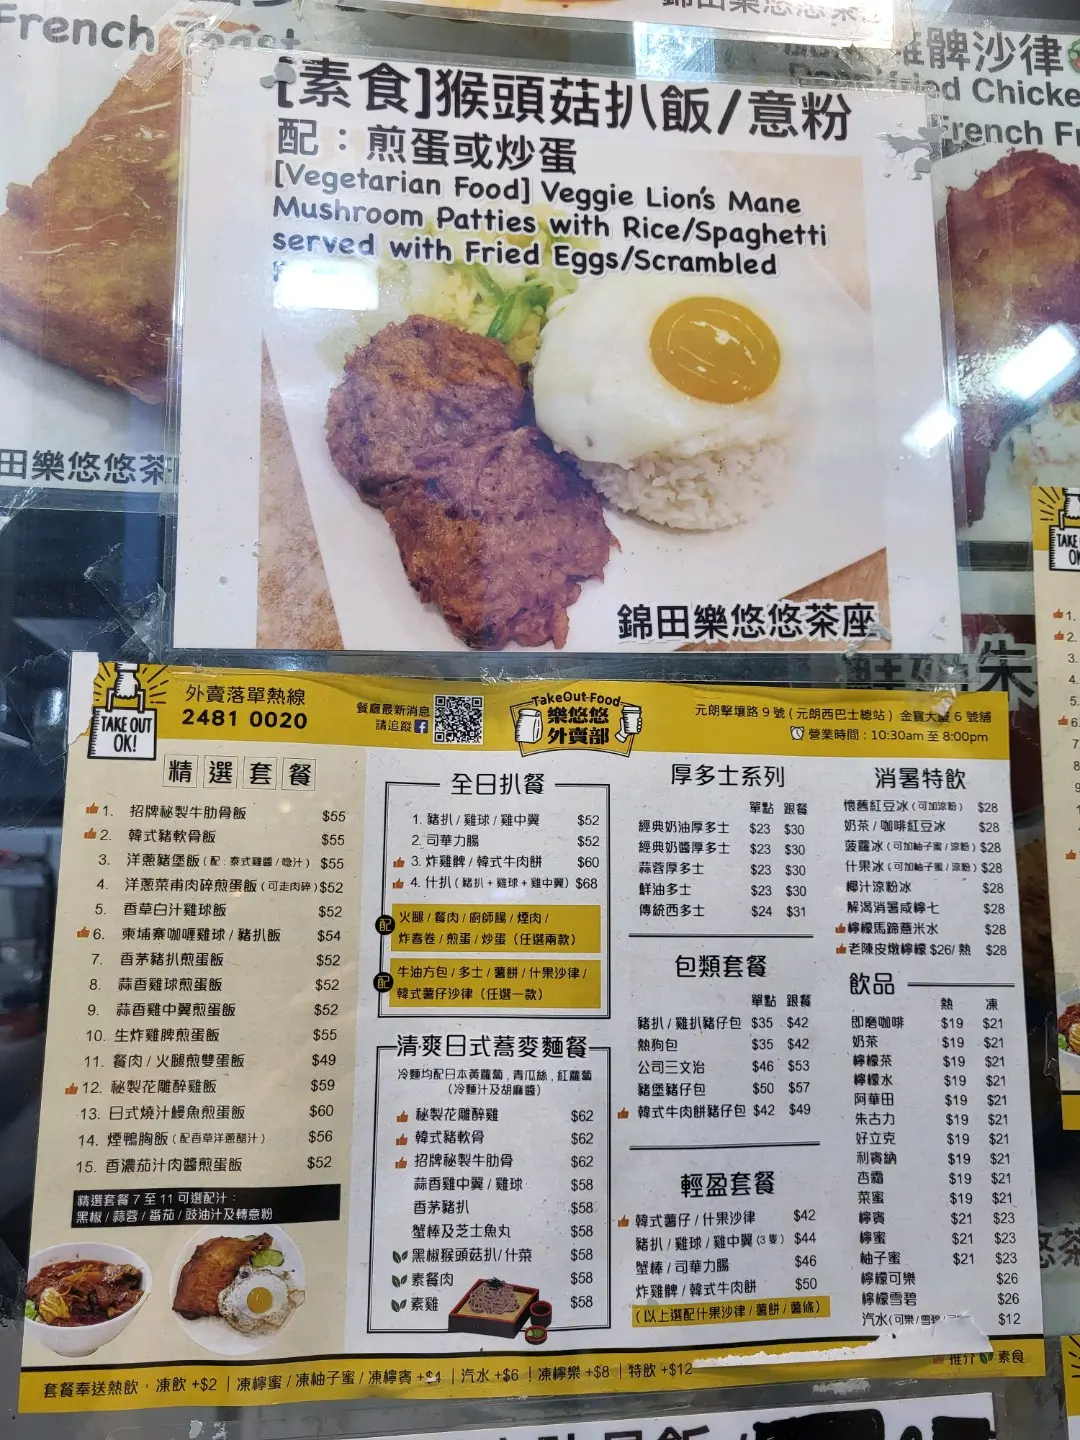 French Toast
錦田樂悠悠茶
髀沙律
ed Chicke
French Fr
田樂悠悠茶
[素食]猴頭菇扒飯/意粉
配：煎蛋或炒蛋
[Vegetarian Food] Veggie Lion's Mane
Mushroom Patties with Rice/Spaghetti
served with Fried Eggs/Scrambled
錦田樂悠悠茶座
TAKE OUT
OK!
外賣落單熱線
2481 0020
餐廳最新消息
請追蹤
TakeOut Food
樂悠悠
外賣部
元朗擊壤路９號(元朗西巴士總站) 金寶大廈６號舖
營業時間：10:30am 至 8:00pm
精選套餐
1. 招牌秘製牛肋骨飯 $55
2. 韓式豬軟骨飯 $55
3. 洋蔥豬堡飯(配：泰式雞醬/喼汁) $55
4. 洋蔥菜甫肉碎煎蛋飯(可走肉碎) $52
5. 香草白汁雞球飯 $52
6. 柬埔寨咖喱雞球/豬扒飯 $54
7. 香茅豬扒煎蛋飯 $52
8. 蒜香雞球煎蛋飯 $52
9. 蒜香雞中翼煎蛋飯 $52
10. 生炸雞髀煎蛋飯 $55
11. 餐肉/火腿煎雙蛋飯 $49
12. 秘製花雕醉雞飯 $59
13. 日式燒汁鰻魚煎蛋飯 $60
14. 煙鴨胸飯(配香草洋蔥醋汁) $56
15. 香濃茄汁肉醬煎蛋飯 $52
精選套餐 7 至 11 可選配汁：
黑椒/蒜蓉/番茄/豉油汁及轉意粉
全日扒餐
1. 豬扒/雞球/雞中翼 $52
2. 司華力腸 $52
3. 炸雞髀/韓式牛肉餅 $60
4. 什扒(豬扒+雞球+雞中翼) $68
配
火腿/餐肉/廚師腸/煙肉/
炸春卷/煎蛋/炒蛋(任選兩款)
配
牛油方包/多士/薯餅/什果沙律/
韓式薯仔沙律(任選一款)
清爽日式蕎麥麵餐
冷麵均配日本黃蘿蔔,青瓜絲,紅蘿蔔
(冷麵汁及胡麻醬)
秘製花雕醉雞 $62
韓式豬軟骨 $62
招牌秘製牛肋骨 $62
蒜香雞中翼/雞球 $58
香茅豬扒 $58
蟹棒及芝士魚丸 $58
黑椒猴頭菇扒/什菜 $58
素餐肉 $58
素雞 $58
厚多士系列
單點 跟餐
經典奶油厚多士 $23 $30
經典奶醬厚多士 $23 $30
蒜蓉厚多士 $23 $30
鮮油多士 $23 $30
傳統西多士 $24 $31
包類套餐
單點 跟餐
豬扒/雞扒豬仔包 $35 $42
熱狗包 $35 $42
公司三文治 $46 $53
豬堡豬仔包 $50 $57
韓式牛肉餅豬仔包 $42 $49
輕盈套餐
韓式薯仔/什果沙律 $42
豬扒/雞球/雞中翼(3隻) $44
蟹棒/司華力腸 $46
炸雞髀/韓式牛肉餅 $50
(以上選配什果沙律/薯餅/薯條)
消暑特飲
懷舊紅豆冰(可加涼粉) $28
奶茶/咖啡紅豆冰 $28
菠蘿冰(可加柚子蜜/涼粉) $28
什果冰(可加柚子蜜/涼粉) $28
椰汁涼粉冰 $28
解渴消暑咸檸七 $28
檸檬馬蹄薏米水 $28
老陳皮燉檸檬 $26/熱 $28
飲品
熱 凍
即磨咖啡 $19 $21
奶茶 $19 $21
檸檬茶 $19 $21
檸檬水 $19 $21
阿華田 $19 $21
朱古力 $19 $21
好立克 $19 $21
利賓納 $19 $21
杏霜 $19 $21
菜蜜 $19 $21
檸賓 $21 $23
檸蜜 $21 $23
柚子蜜 $21 $23
檸檬可樂 $26
檸檬雪碧 $26
汽水(可樂/雪碧 $12
推介 素食
套餐奉送熱飲，凍飲 +$2 | 凍檸蜜/凍柚子蜜/凍檸賓 +$4 | 汽水 +$6 | 凍檸樂 +$8 | 特飲 +$12
TAKE
OK